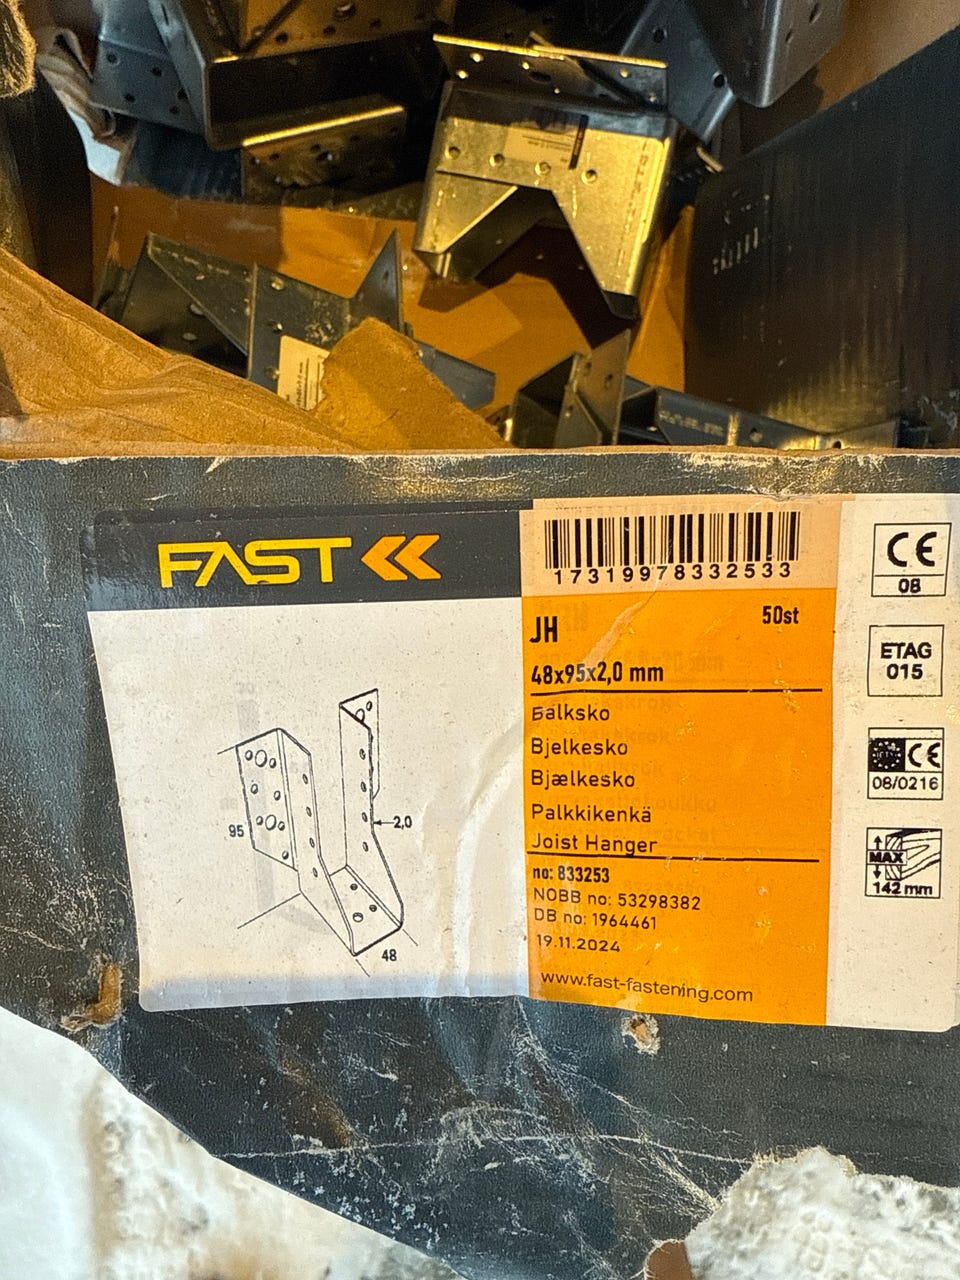 FAST
17319978332533
JH
50st
48x95x2,0 mm
Balksko
Bjelkesko
Bjælkesko
Palkkikenkä
Joist Hanger
no: 833253
NOBB no: 53298382
DB no: 1964461
19.11.2024
www.fast-fastening.com
95
2,0
48
CE
08
ETAG
015
CE
08/0216
MAX
142 mm